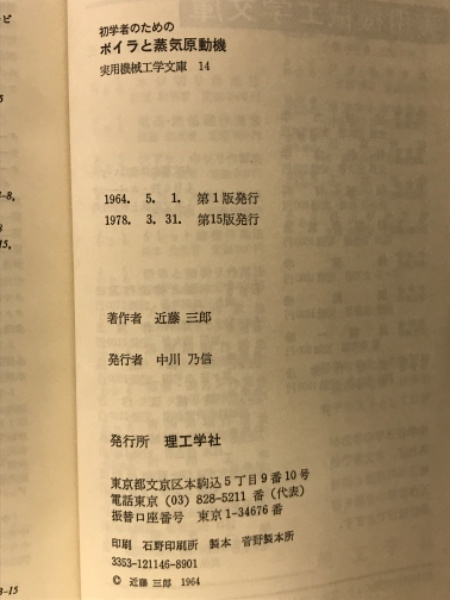 初学者のための
ボイラと蒸気原動機
実用機械工学文庫 14
1964. 5. 1. 第1版発行
1978. 3. 31. 第15版発行
著作者 近藤 三郎
発行者 中川 乃信
発行所 理工学社
東京都文京区本駒込5丁目9番10号
電話東京 (03) 828-5211 番 (代表)
振替口座番号 東京1-34676 番
印刷 石野印刷所 製本 菅野製本所
3353-121146-8901
© 近藤 三郎 1964